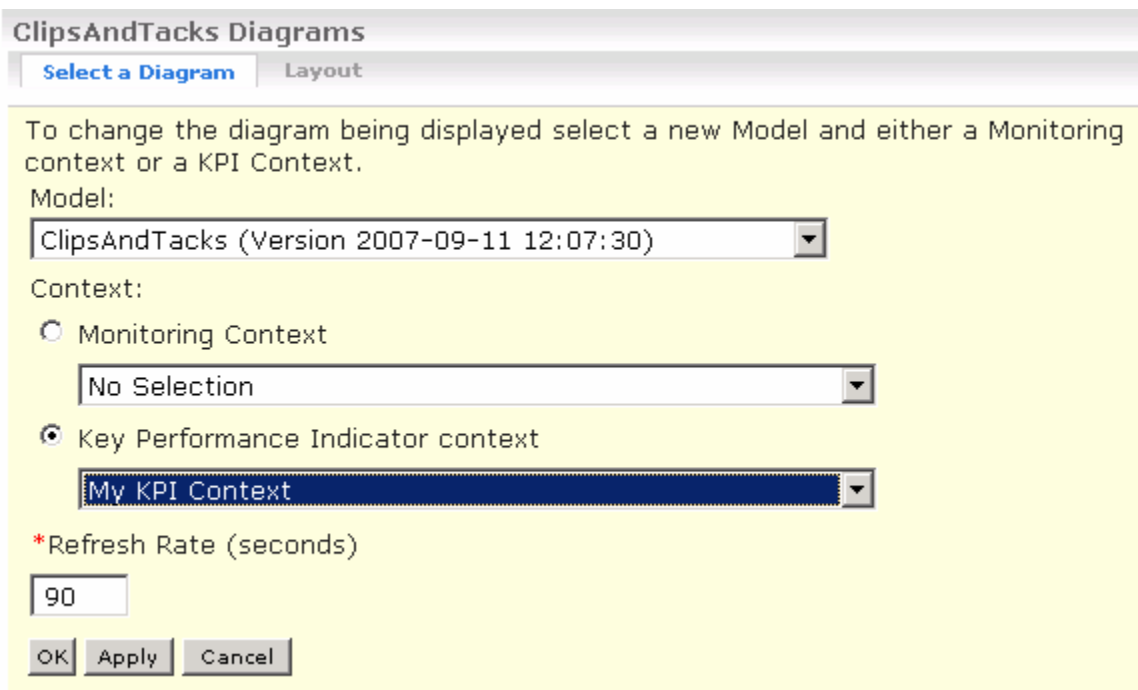 ClipsAndTacks Diagrams
Select a Diagram Layout
To change the diagram being displayed select a new Model and either a Monitoring
context or a KPI Context.
Model:
ClipsAndTacks (Version 2007-09-11 12:07:30)
Context:
Monitoring Context
No Selection
Key Performance Indicator context
My KPI Context
*Refresh Rate (seconds)
90
OK Apply Cancel